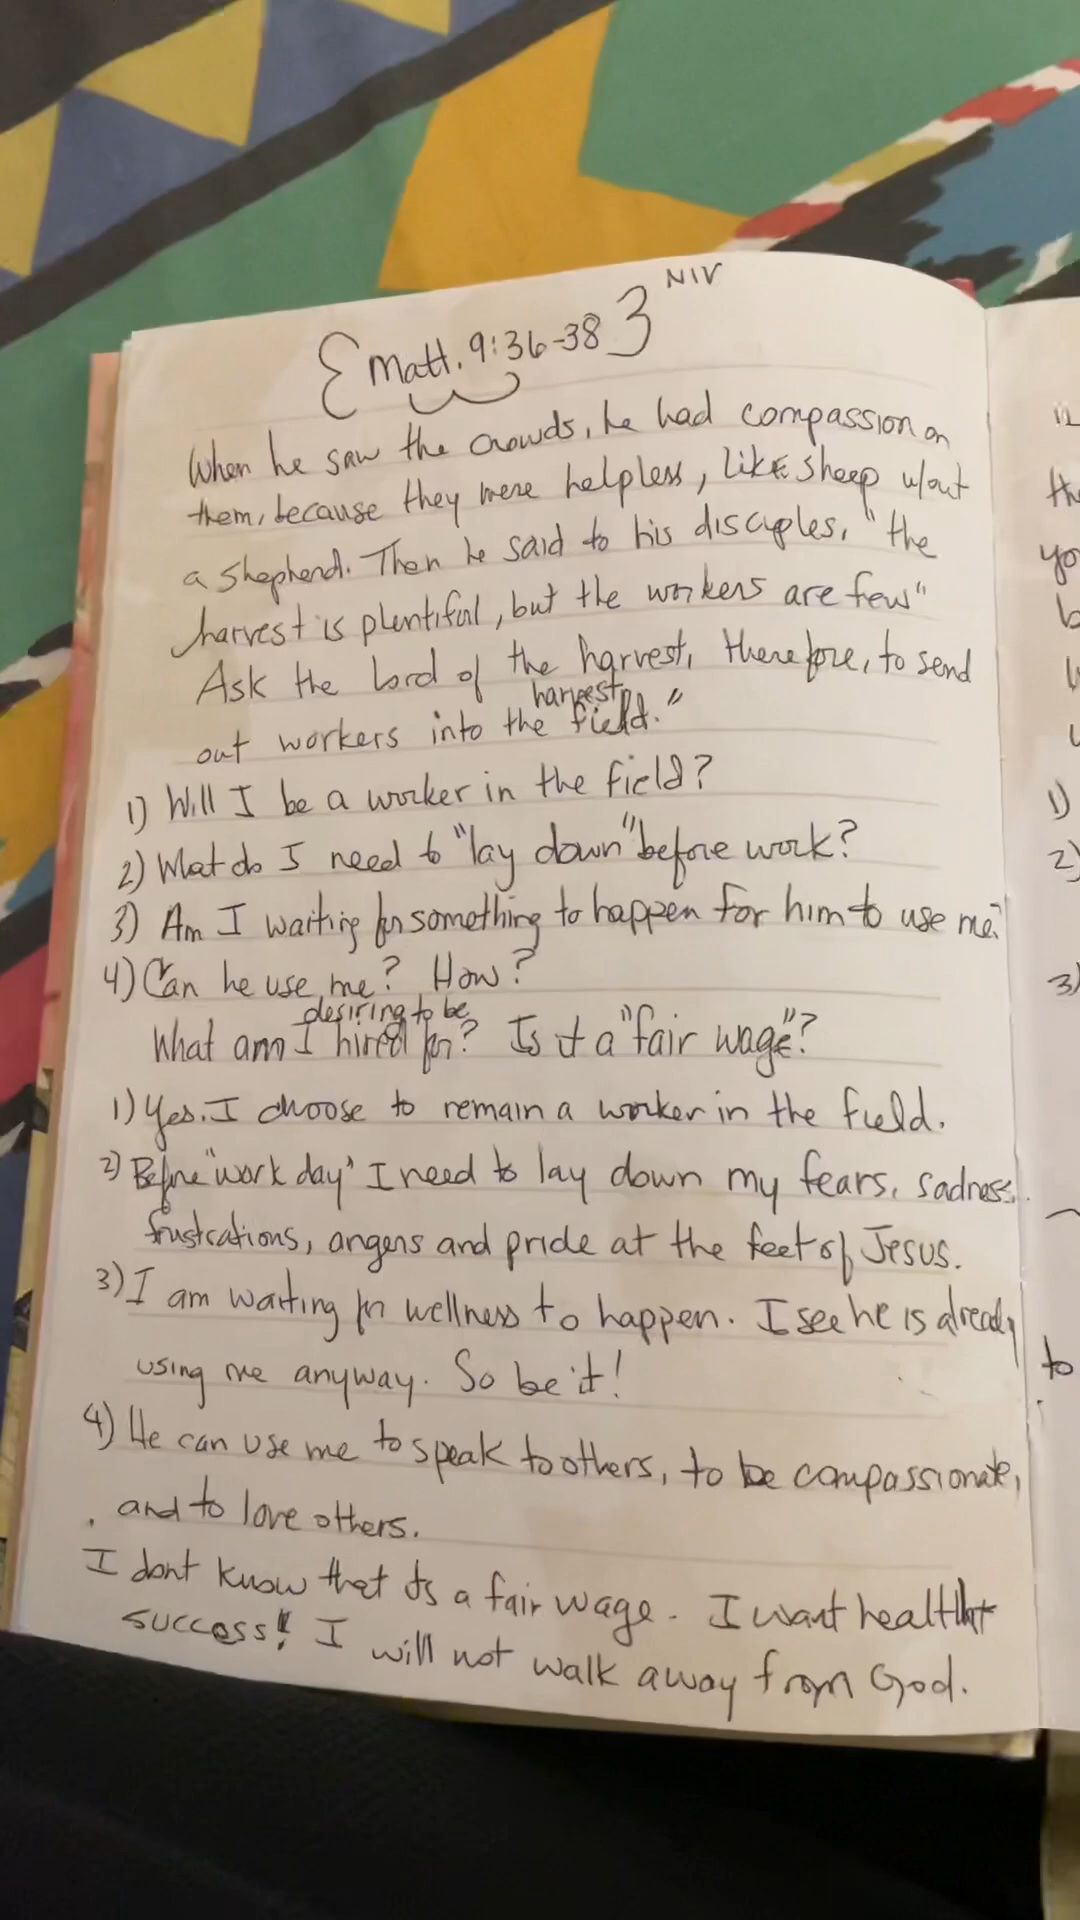 {Matt. 9:36-38} NIV
When he saw the crowds, he had compassion on
them, because they were helpless, like sheep w/out
a shepherd. Then he said to his disciples, "the
harvest is plentiful, but the workers are few"
Ask the Lord of the harvest, therefore, to send
harvest
out workers into the field."
1) Will I be a worker in the field?
2) What do I need to "lay down" before work?
3) Am I waiting for something to happen for him to use me?
4) Can he use me? How?
desiring to be
What am I hired for? Is it a "fair wage"?
1) Yes. I choose to remain a worker in the field.
2) Before "work day" I need to lay down my fears, sadness,
frustrations, angers and pride at the feet of Jesus.
3) I am waiting for wellness to happen. I see he is already
using me anyway. So be it!
4) He can use me to speak to others, to be compassionate,
and to love others.
I dont know that its a fair wage. I want health
success! I will not walk away from God.
th
yo
b
1)
2)
3)
to